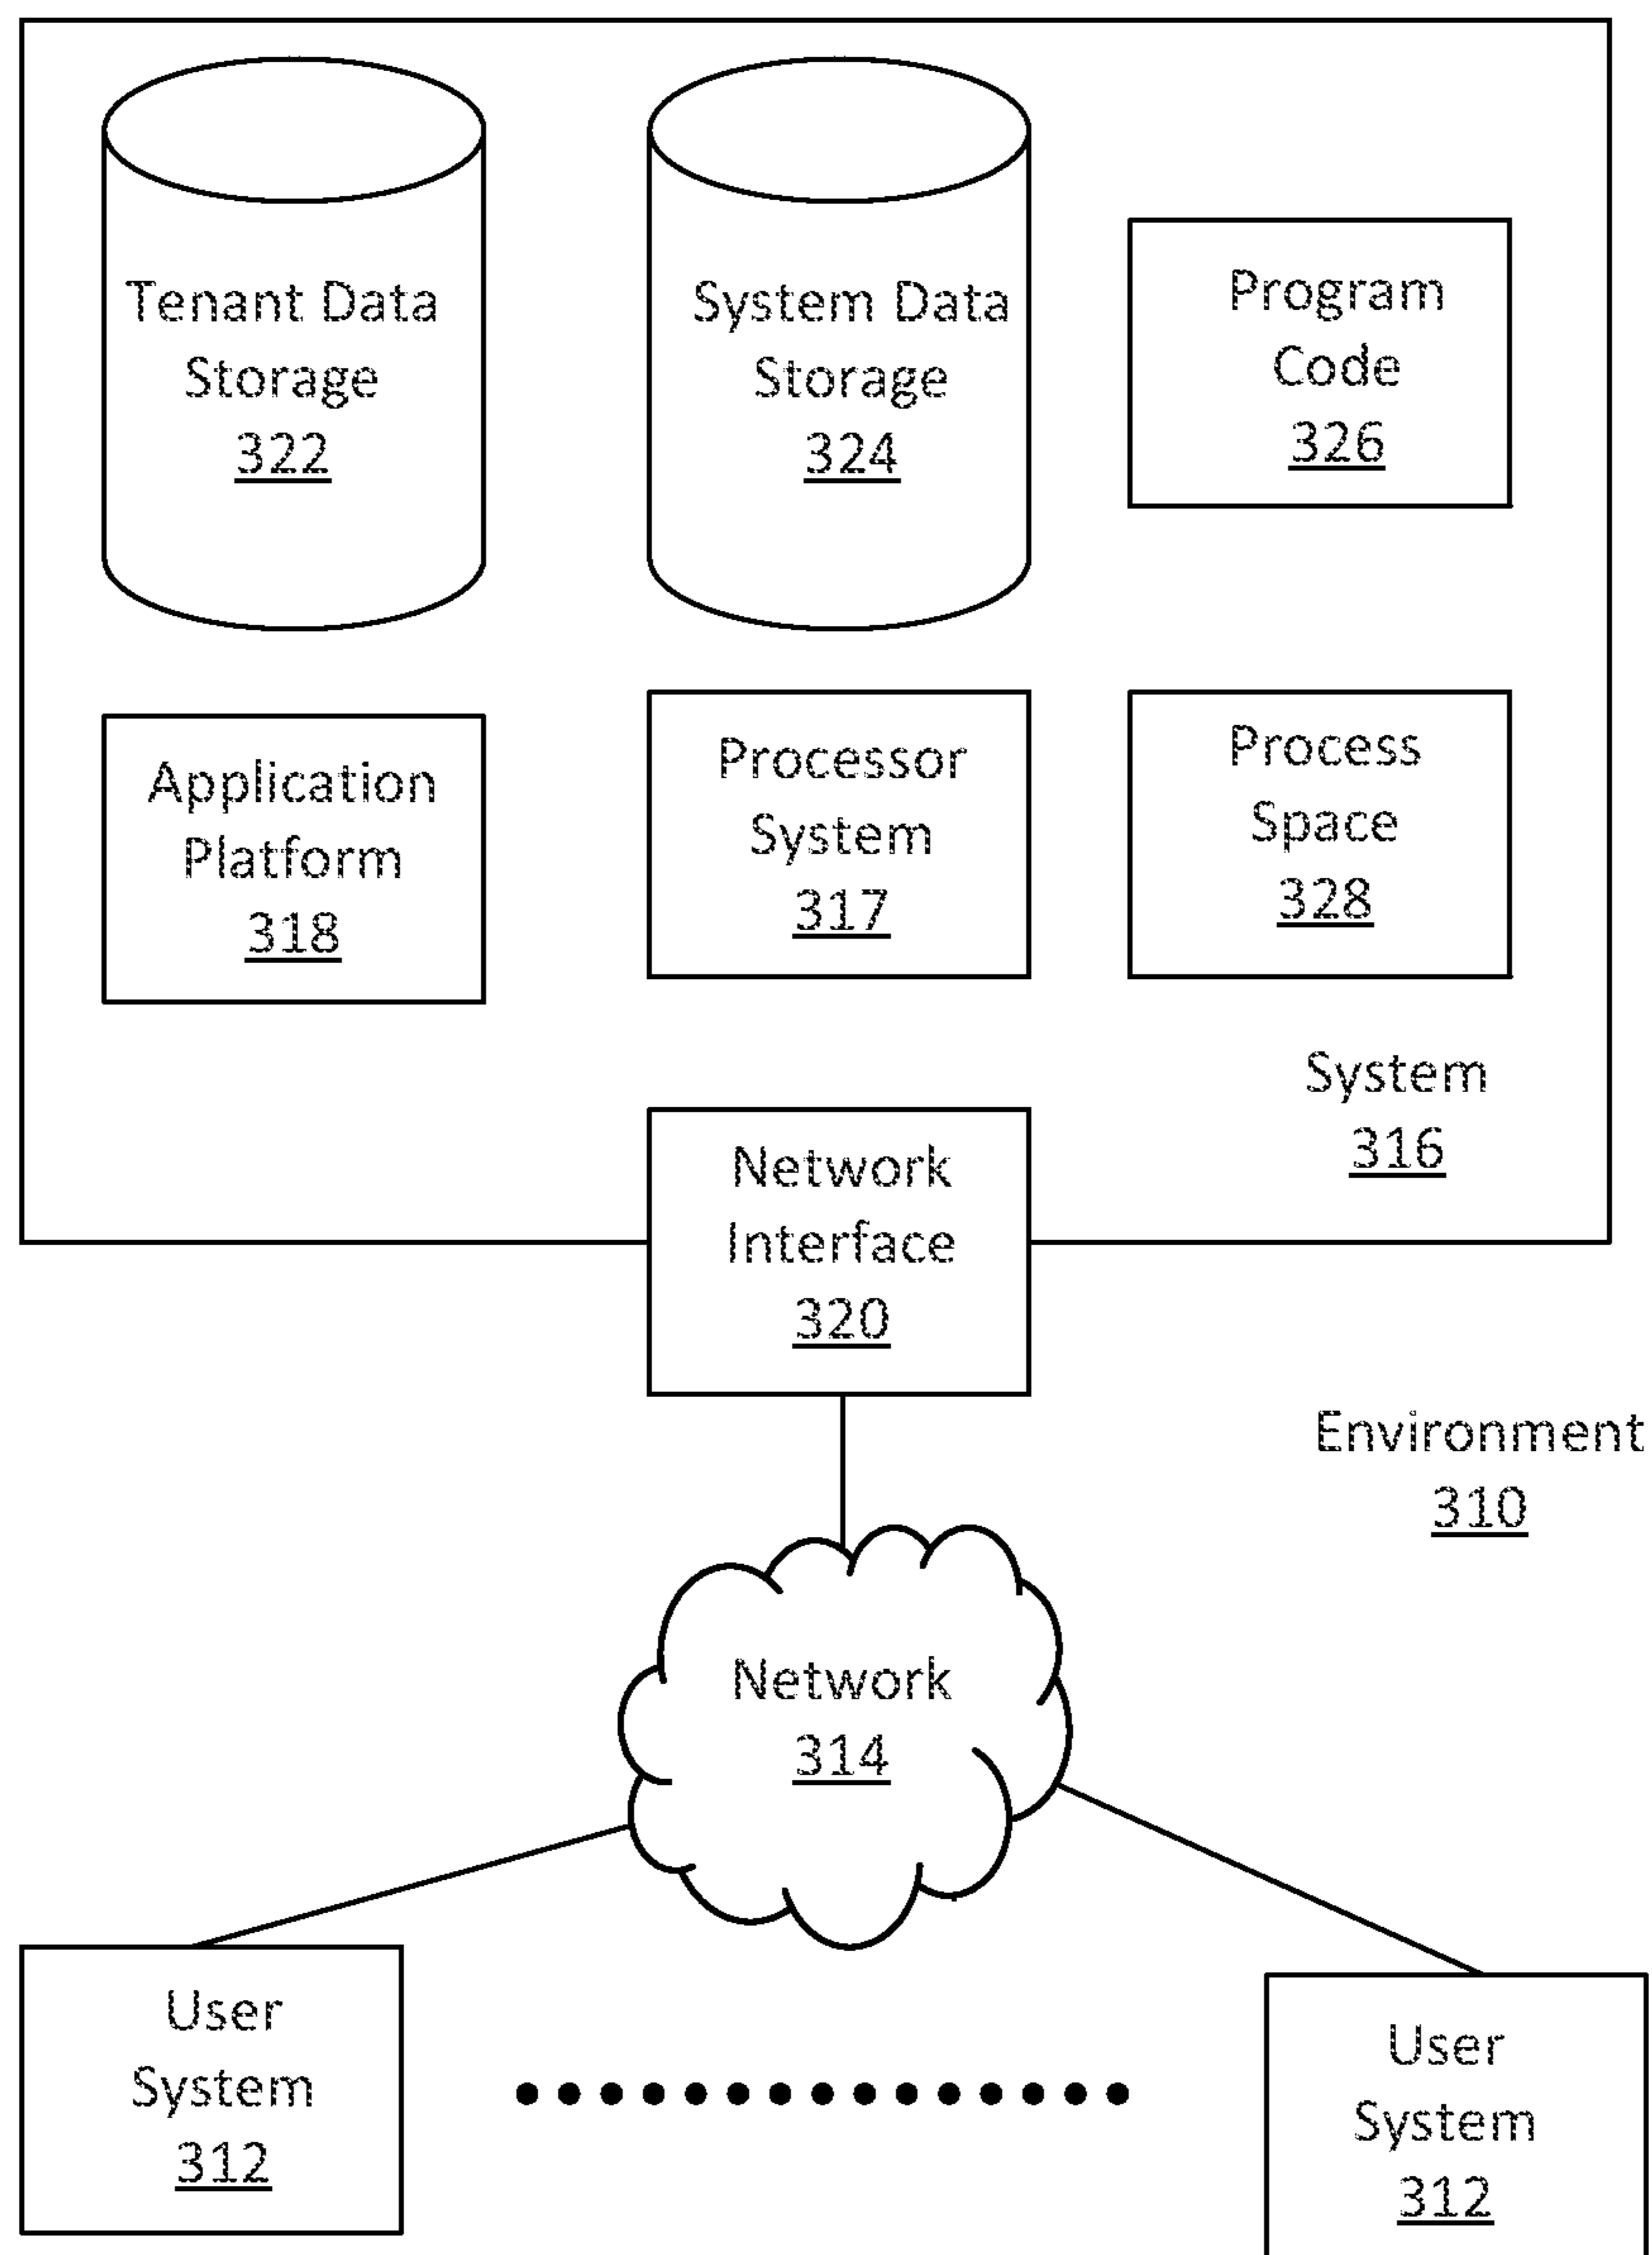 Tenant Data
Storage
322
System Data
Storage
324
Program
Code
326
Application
Platform
318
Processor
System
317
Process
Space
328
System
316
Network
Interface
320
Environment
310
Network
314
User
System
312
User
System
312